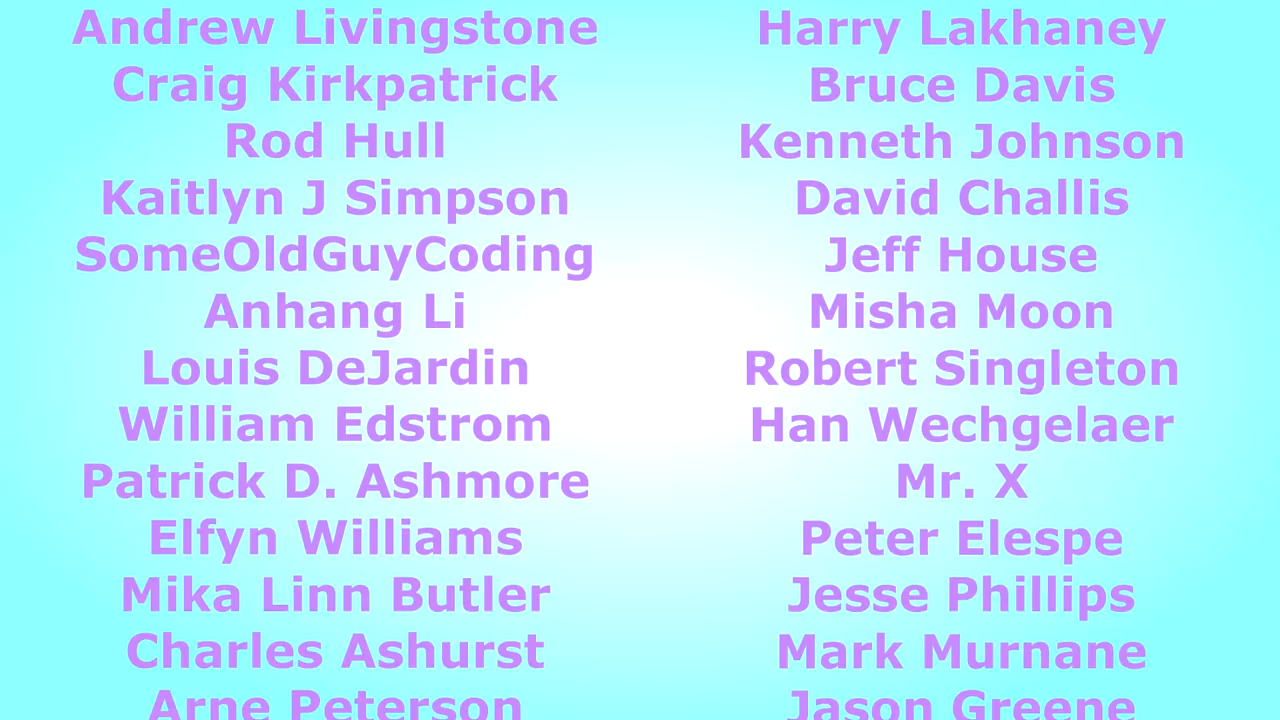 Andrew Livingstone
Craig Kirkpatrick
Rod Hull
Kaitlyn J Simpson
SomeOldGuyCoding
Anhang Li
Louis DeJardin
William Edstrom
Patrick D. Ashmore
Elfyn Williams
Mika Linn Butler
Charles Ashurst
Arne Peterson
Harry Lakhaney
Bruce Davis
Kenneth Johnson
David Challis
Jeff House
Misha Moon
Robert Singleton
Han Wechgelaer
Mr. X
Peter Elespe
Jesse Phillips
Mark Murnane
Jason Greene